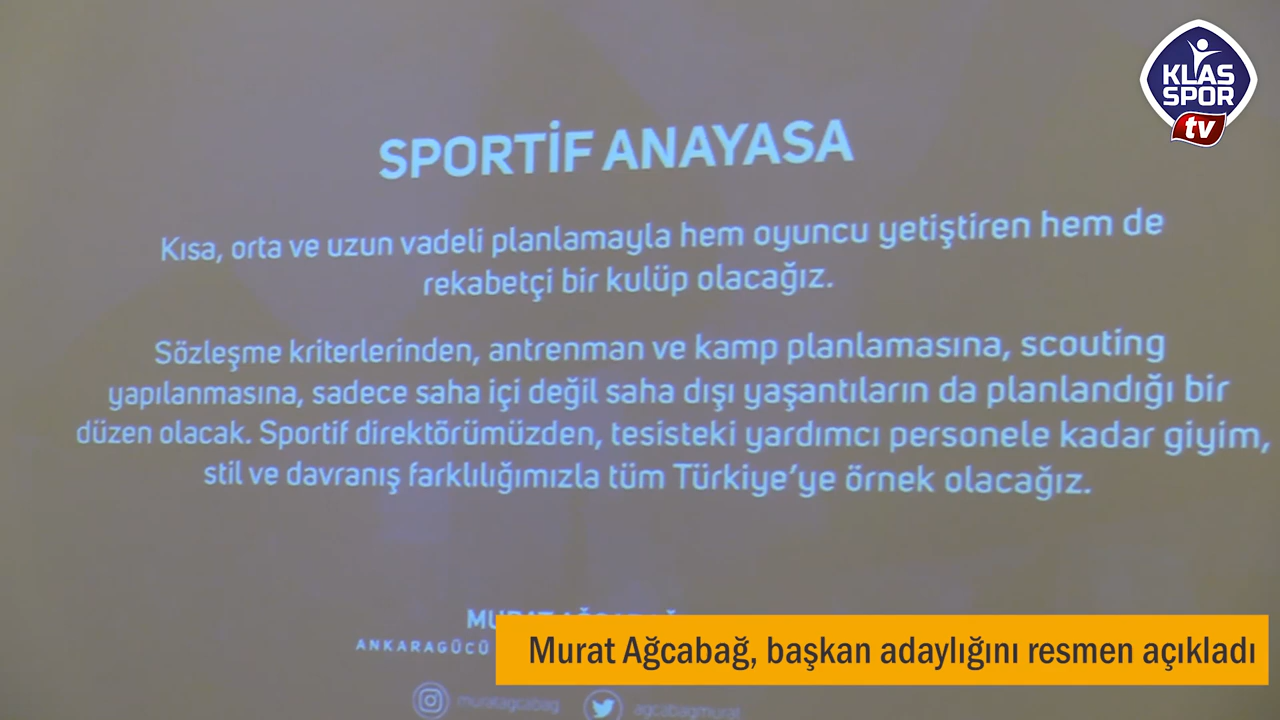 KLAS
SPOR
tv
SPORTİF ANAYASA
Kısa, orta ve uzun vadeli planlamayla hem oyuncu yetiştiren hem de
rekabetçi bir kulüp olacağız.
Sözleşme kriterlerinden, antrenman ve kamp planlamasına, scouting
yapılanmasına, sadece saha içi değil saha dışı yaşantıların da planlandığı bir
düzen olacak. Sportif direktörümüzden, tesisteki yardımcı personele kadar giyim,
stil ve davranış farklılığımızla tüm Türkiye’ye örnek olacağız.
ANKARAGÜCÜ
Murat Ağcabağ, başkan adaylığını resmen açıkladı
muratagcabag agcabagmurat